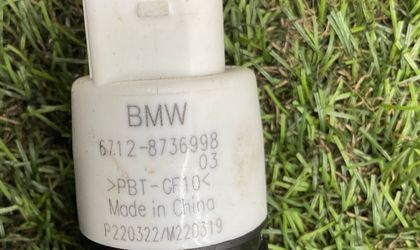 BMW
6712-8736998
03
>PBT-GF10<
Made in China
P220322/M220319